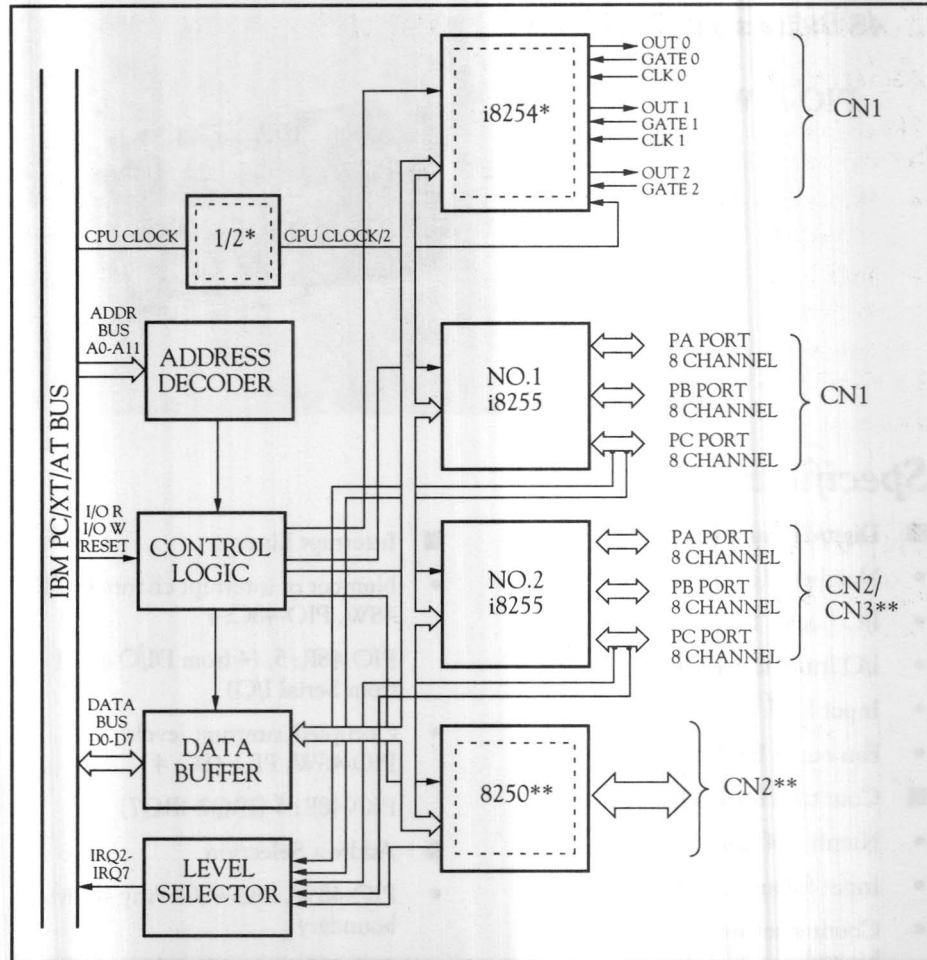 i8254*
OUT 0
GATE 0
CLK 0
OUT 1
GATE 1
CLK 1
OUT 2
GATE 2
CN1
CPU CLOCK
1/2*
CPU CLOCK/2
IBM PC/XT/AT BUS
ADDR
BUS
A0-A11
ADDRESS
DECODER
NO.1
i8255
PA PORT
8 CHANNEL
PB PORT
8 CHANNEL
PC PORT
8 CHANNEL
CN1
I/O R
I/O W
RESET
CONTROL
LOGIC
NO.2
i8255
PA PORT
8 CHANNEL
PB PORT
8 CHANNEL
PC PORT
8 CHANNEL
CN2/
CN3**
DATA
BUS
D0-D7
DATA
BUFFER
8250**
CN2**
IRQ2-
IRQ7
LEVEL
SELECTOR